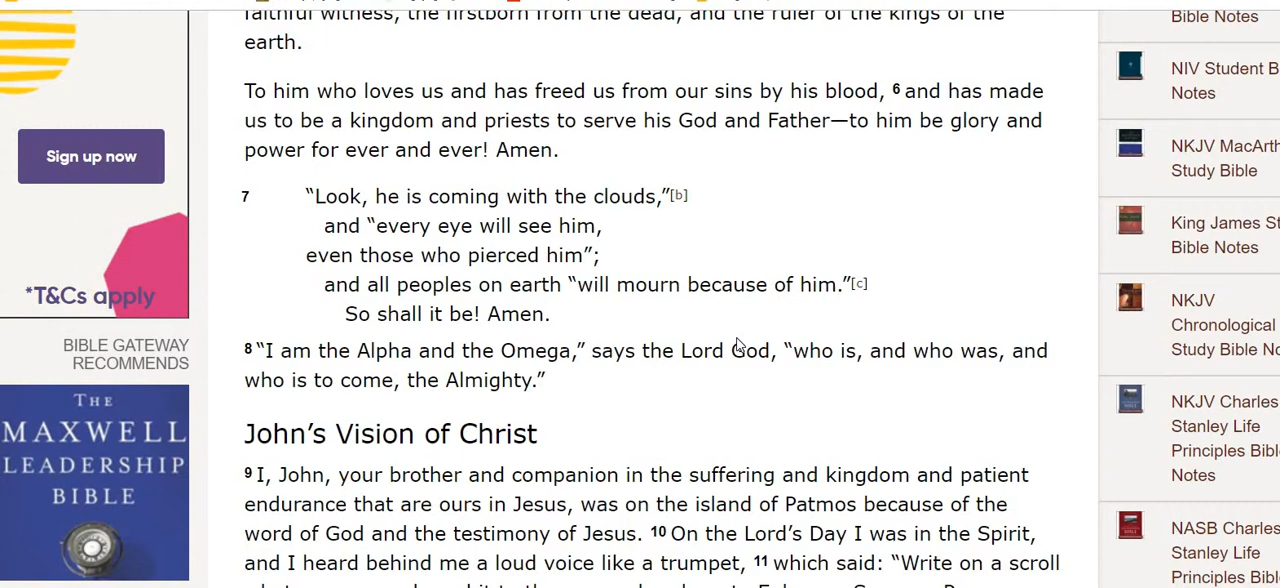 faithful witness, the firstborn from the dead, and the ruler of the kings of the
earth.
To him who loves us and has freed us from our sins by his blood, 6 and has made
us to be a kingdom and priests to serve his God and Father—to him be glory and
power for ever and ever! Amen.
7 “Look, he is coming with the clouds,”[b]
and “every eye will see him,
even those who pierced him”;
and all peoples on earth “will mourn because of him.”[c]
So shall it be! Amen.
8 “I am the Alpha and the Omega,” says the Lord God, “who is, and who was, and
who is to come, the Almighty.”
John’s Vision of Christ
9 I, John, your brother and companion in the suffering and kingdom and patient
endurance that are ours in Jesus, was on the island of Patmos because of the
word of God and the testimony of Jesus. 10 On the Lord’s Day I was in the Spirit,
and I heard behind me a loud voice like a trumpet, 11 which said: “Write on a scroll
Sign up now
*T&Cs apply
BIBLE GATEWAY
RECOMMENDS
THE
MAXWELL
LEADERSHIP
BIBLE
Bible Notes
NIV Student B
Notes
NKJV MacArth
Study Bible
King James St
Bible Notes
NKJV
Chronological
Study Bible No
NKJV Charles
Stanley Life
Principles Bibl
Notes
NASB Charles
Stanley Life
Principles Bibl